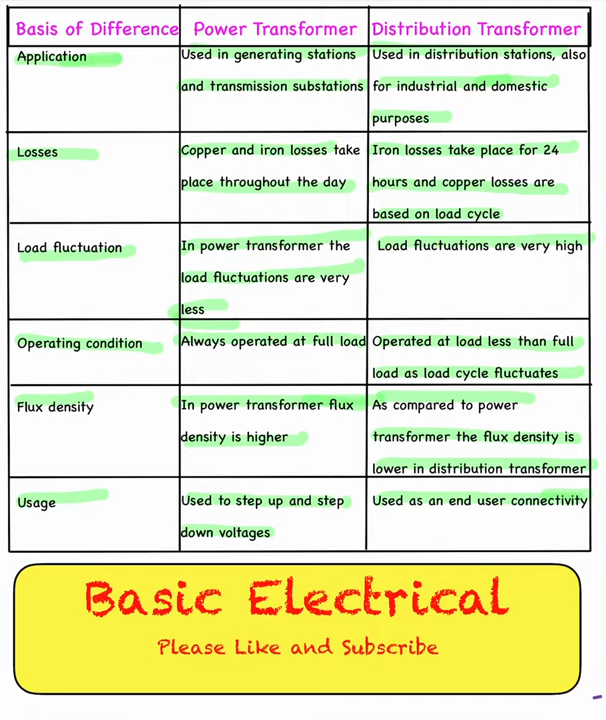 Basis of Difference Power Transformer Distribution Transformer
Application Used in generating stations Used in distribution stations, also
and transmission substations for industrial and domestic
purposes
Losses Copper and iron losses take Iron losses take place for 24
place throughout the day hours and copper losses are
based on load cycle
Load fluctuation In power transformer the Load fluctuations are very high
load fluctuations are very
less
Operating condition Always operated at full load Operated at load less than full
load as load cycle fluctuates
Flux density In power transformer flux As compared to power
density is higher transformer the flux density is
lower in distribution transformer
Usage Used to step up and step Used as an end user connectivity
down voltages
Basic Electrical
Please Like and Subscribe